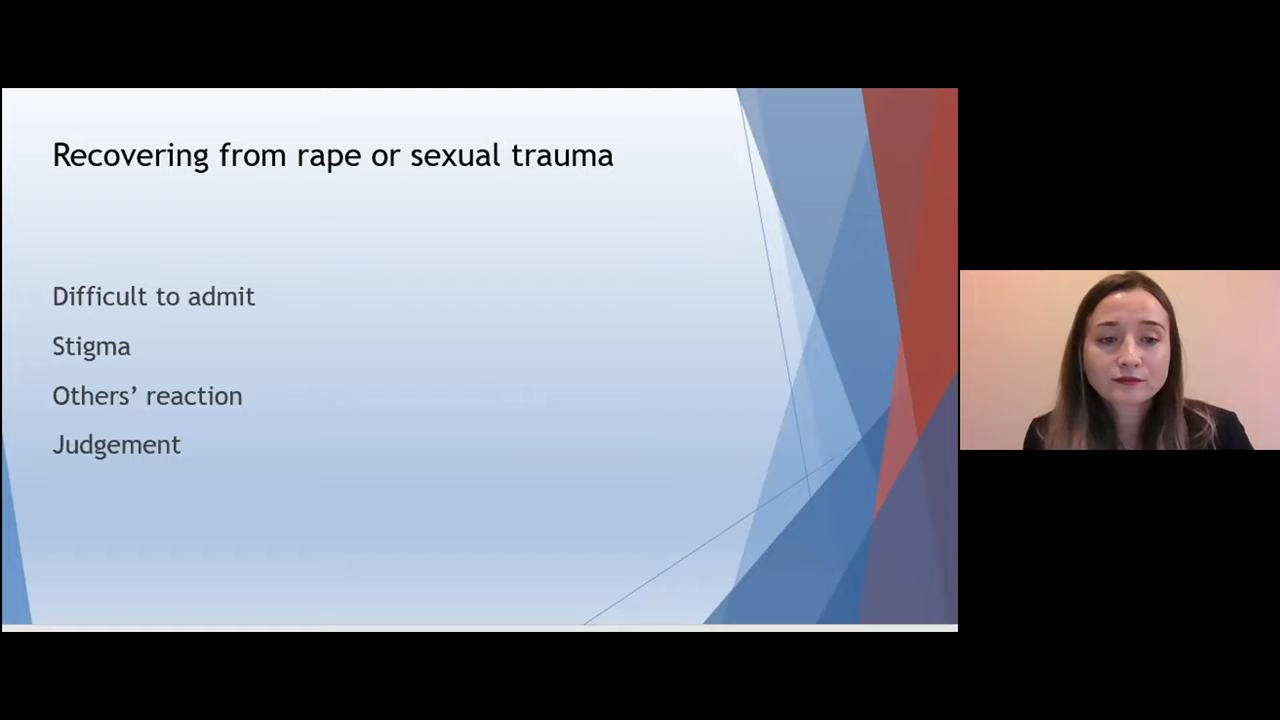 Recovering from rape or sexual trauma
Difficult to admit
Stigma
Others’ reaction
Judgement